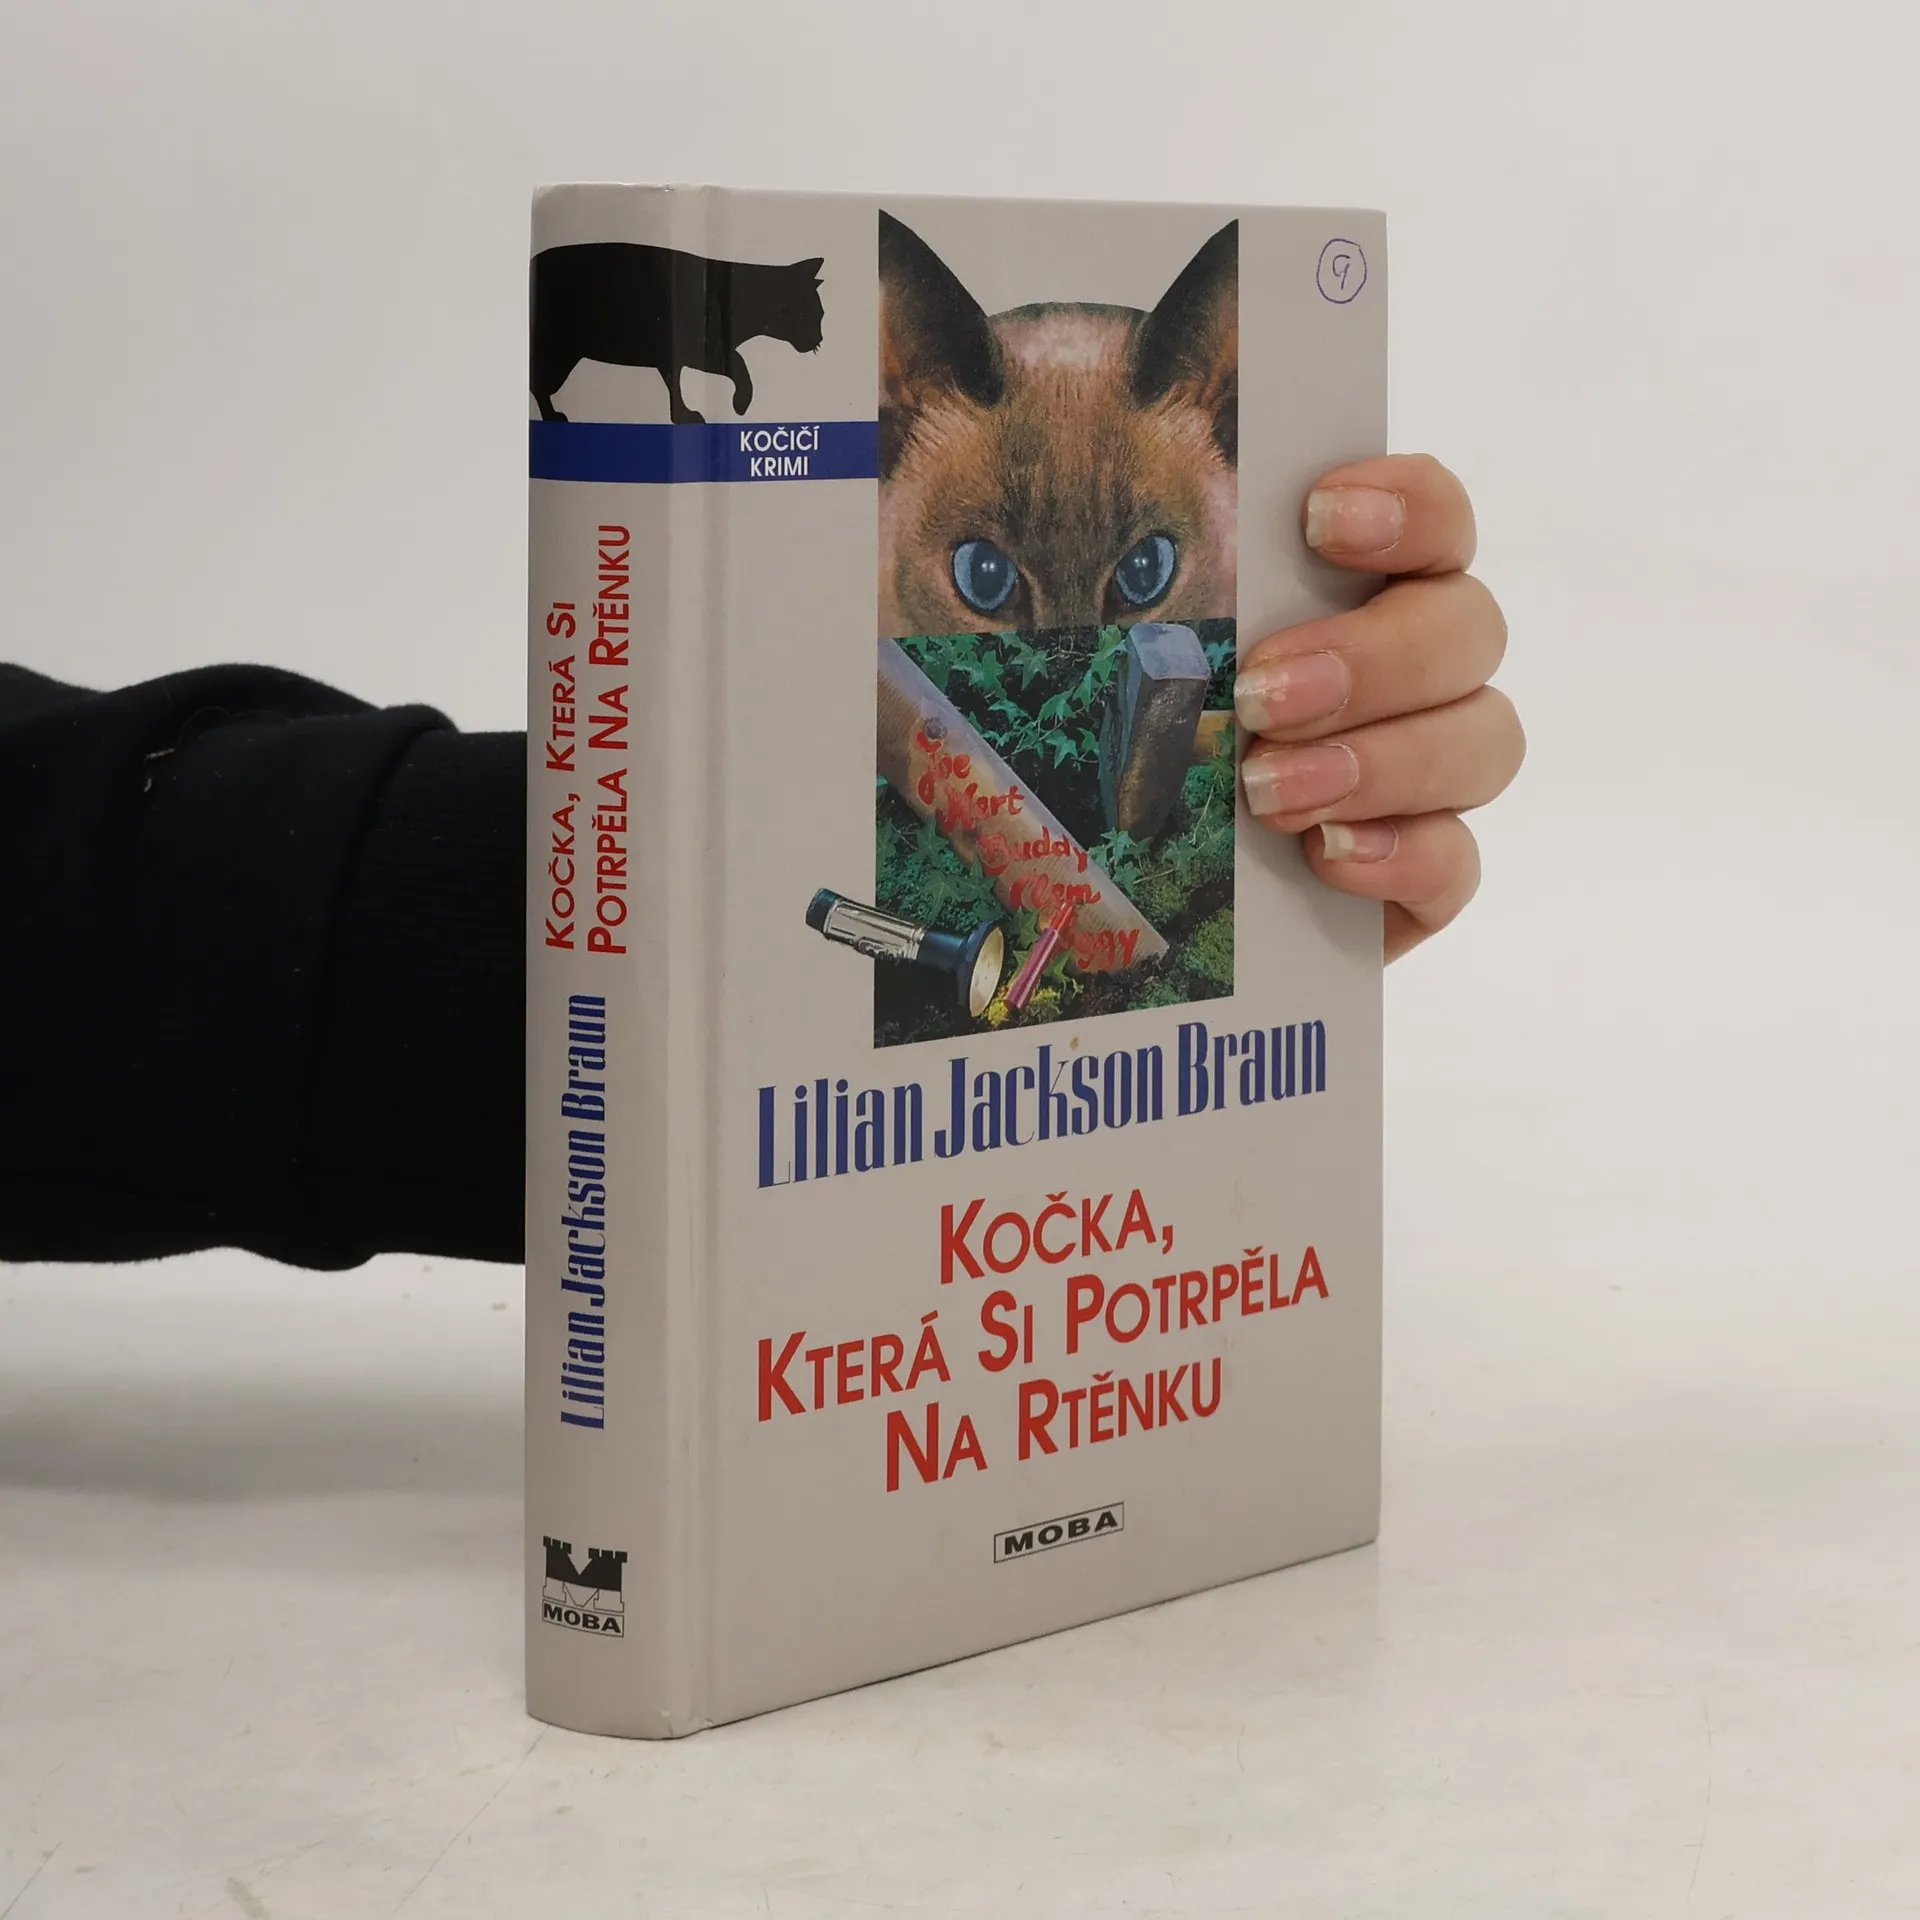 KOČIČÍ
KRIMI
KOČKA, KTERÁ SI
POTRPĚLA NA RTĚNKU
Lilian Jackson Braun
MOBA
9
Joe
Mert
Buddy
Clem
Lilian Jackson Braun
KOČKA,
KTERÁ SI POTRPĚLA
NA RTĚNKU
MOBA